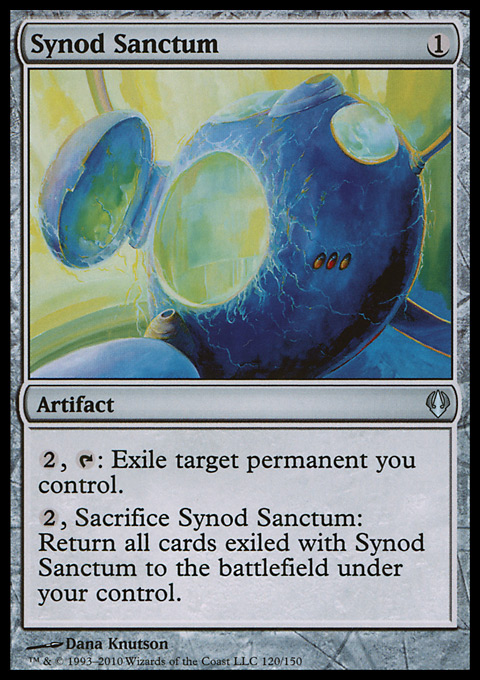 Synod Sanctum 1
Artifact
2, : Exile target permanent you
control.
2, Sacrifice Synod Sanctum:
Return all cards exiled with Synod
Sanctum to the battlefield under
your control.
Dana Knutson
™ & © 1993–2010 Wizards of the Coast LLC 120/150